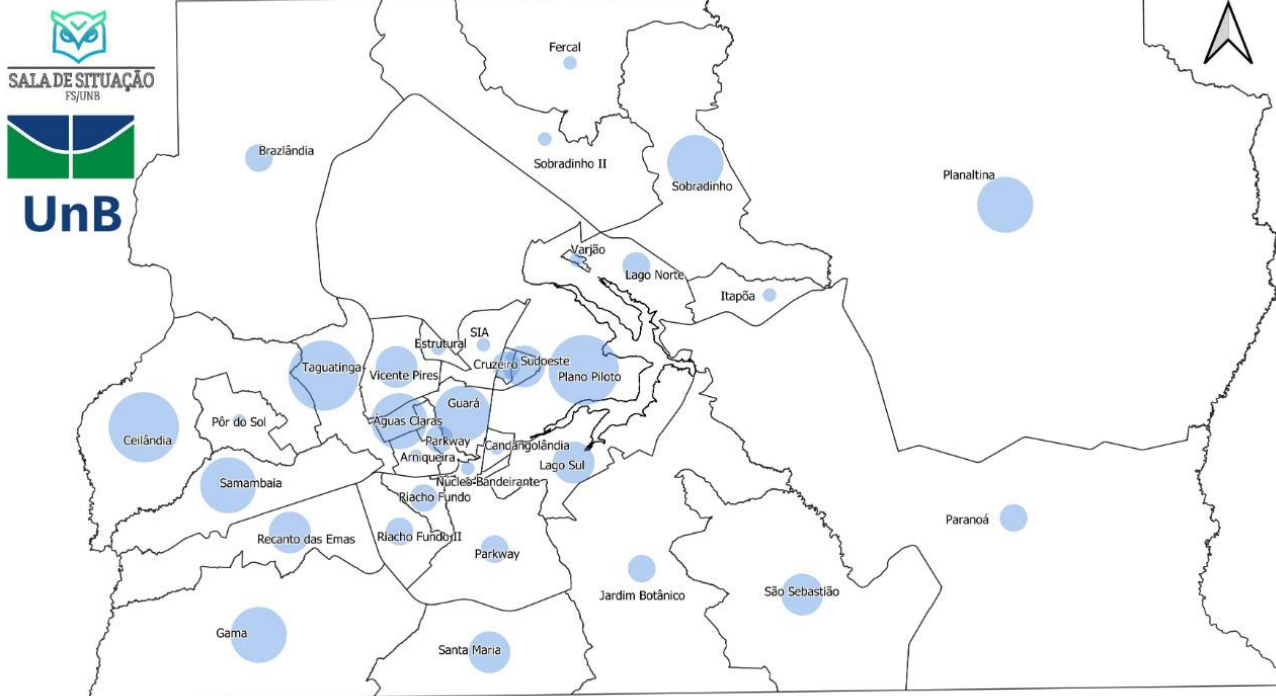 SALA DE SITUAÇÃO
FS/UNB
UnB
Fercal
Brazlândia
Sobradinho II
Sobradinho
Planaltina
Varjão
Lago Norte
Itapõa
SIA
Estrutural
Cruzeiro
Sudoeste
Taguatinga
Vicente Pires
Plano Piloto
Guará
Pôr do Sol
Águas Claras
Ceilândia
Parkway
Candangolândia
Arniqueira
Lago Sul
Núcleo Bandeirante
Samambaia
Riacho Fundo
Paranoá
Recanto das Emas
Riacho Fundo II
Parkway
Jardim Botânico
São Sebastião
Gama
Santa Maria